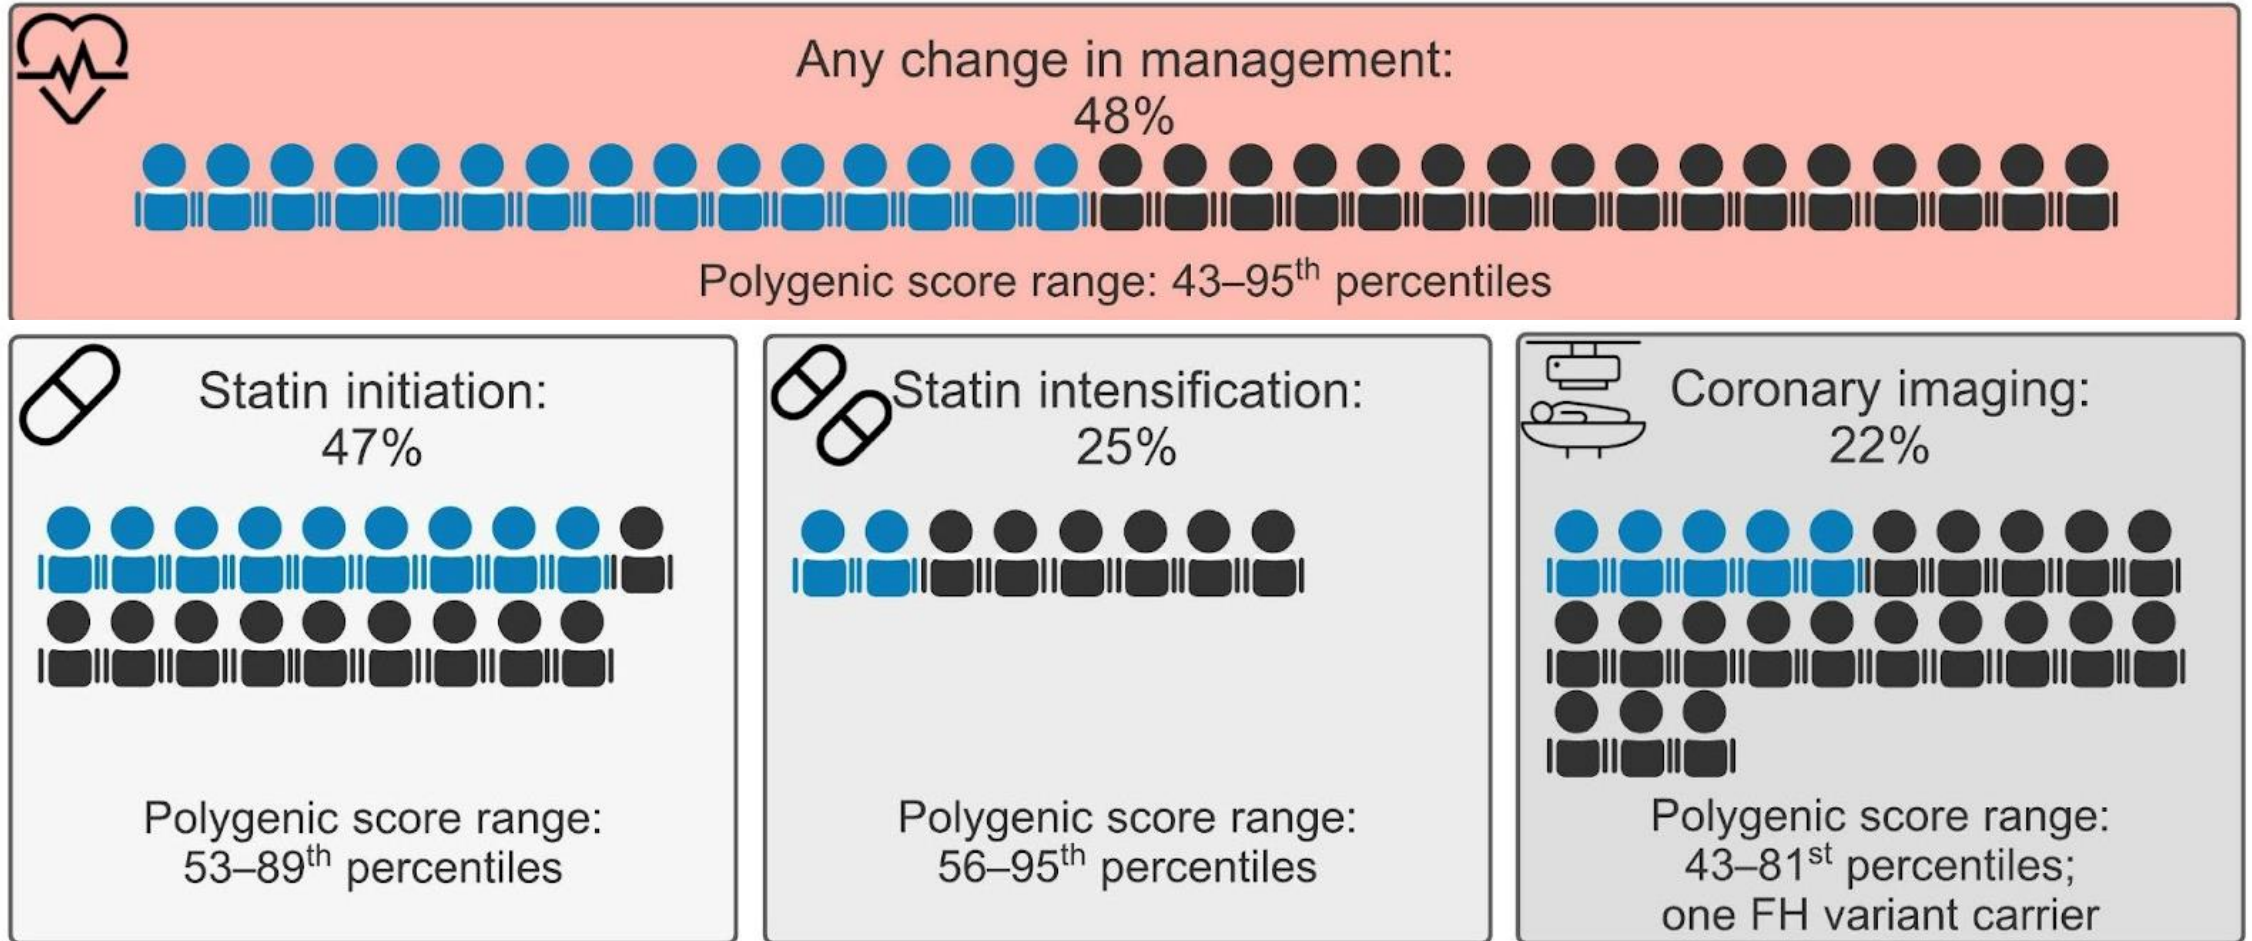 Any change in management:
48%
Polygenic score range: 43–95th percentiles
Statin initiation:
47%
Polygenic score range:
53–89th percentiles
Statin intensification:
25%
Polygenic score range:
56–95th percentiles
Coronary imaging:
22%
Polygenic score range:
43–81st percentiles;
one FH variant carrier